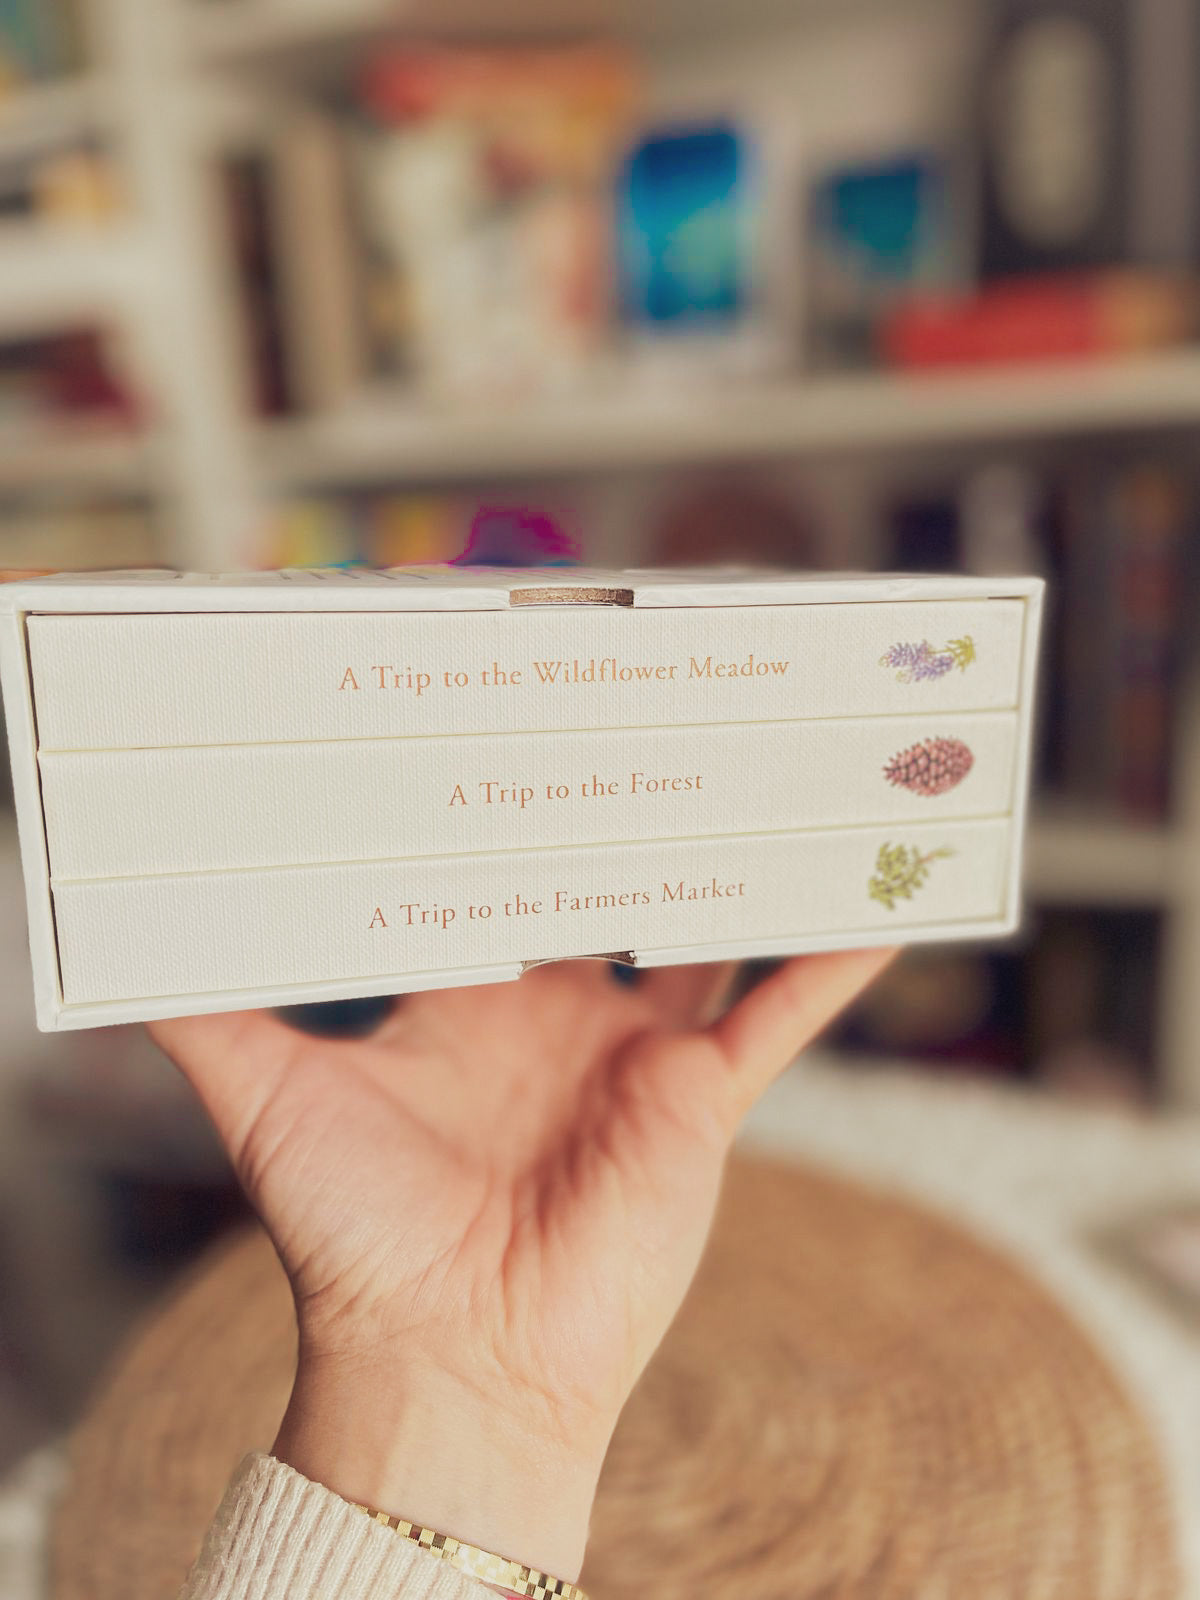 A Trip to the Wildflower Meadow
A Trip to the Forest
A Trip to the Farmers Market